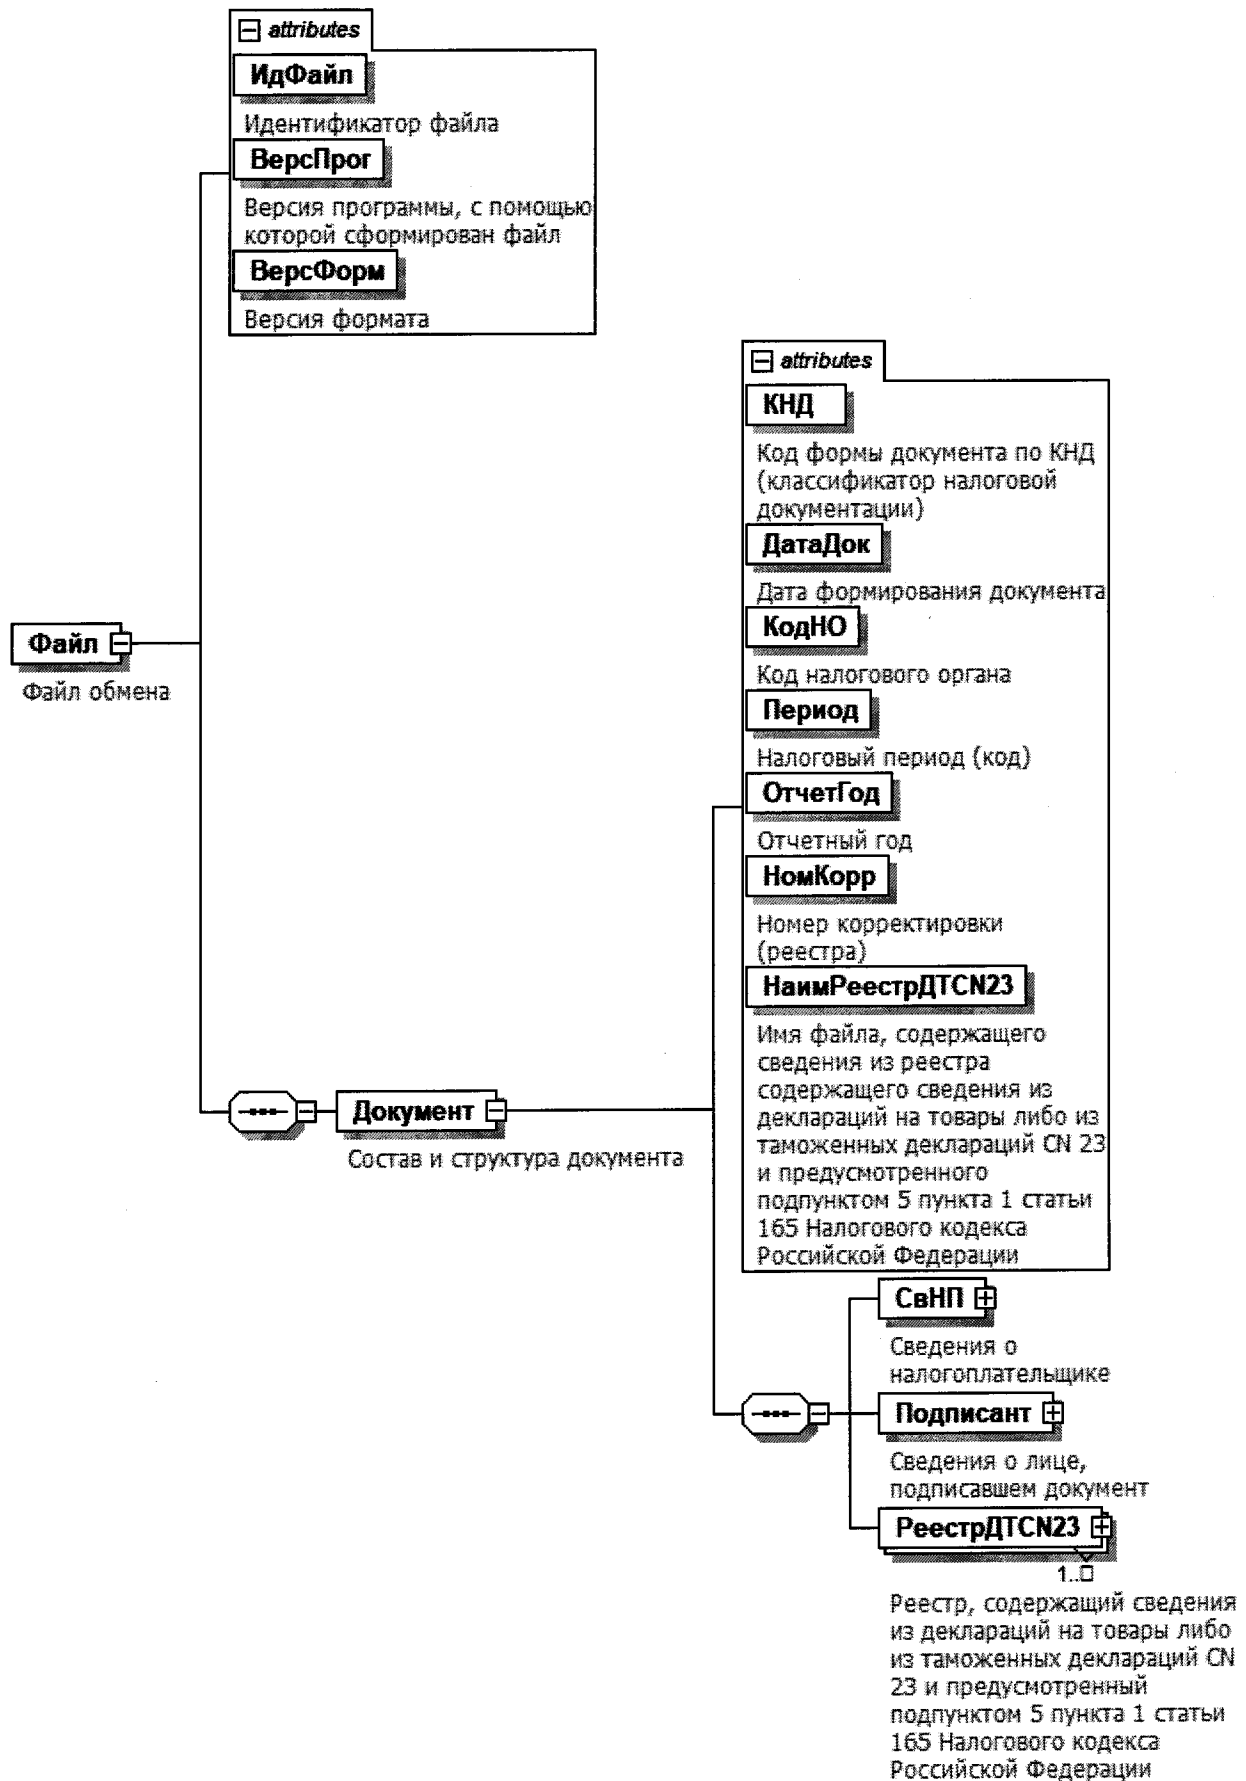 attributes
ИдФайл
Идентификатор файла
ВерсПрог
Версия программы, с помощью
которой сформирован файл
ВерсФорм
Версия формата
Файл
Файл обмена
attributes
КНД
Код формы документа по КНД
(классификатор налоговой
документации)
ДатаДок
Дата формирования документа
КодНО
Код налогового органа
Период
Налоговый период (код)
ОтчетГод
Отчетный год
НомКорр
Номер корректировки
(реестра)
НаимРеестрДТCN23
Имя файла, содержащего
сведения из реестра
содержащего сведения из
деклараций на товары либо из
таможенных деклараций CN 23
и предусмотренного
подпунктом 5 пункта 1 статьи
165 Налогового кодекса
Российской Федерации
Документ
Состав и структура документа
СвНП
Сведения о
налогоплательщике
Подписант
Сведения о лице,
подписавшем документ
РеестрДТCN23
1..□
Реестр, содержащий сведения
из деклараций на товары либо
из таможенных деклараций CN
23 и предусмотренный
подпунктом 5 пункта 1 статьи
165 Налогового кодекса
Российской Федерации